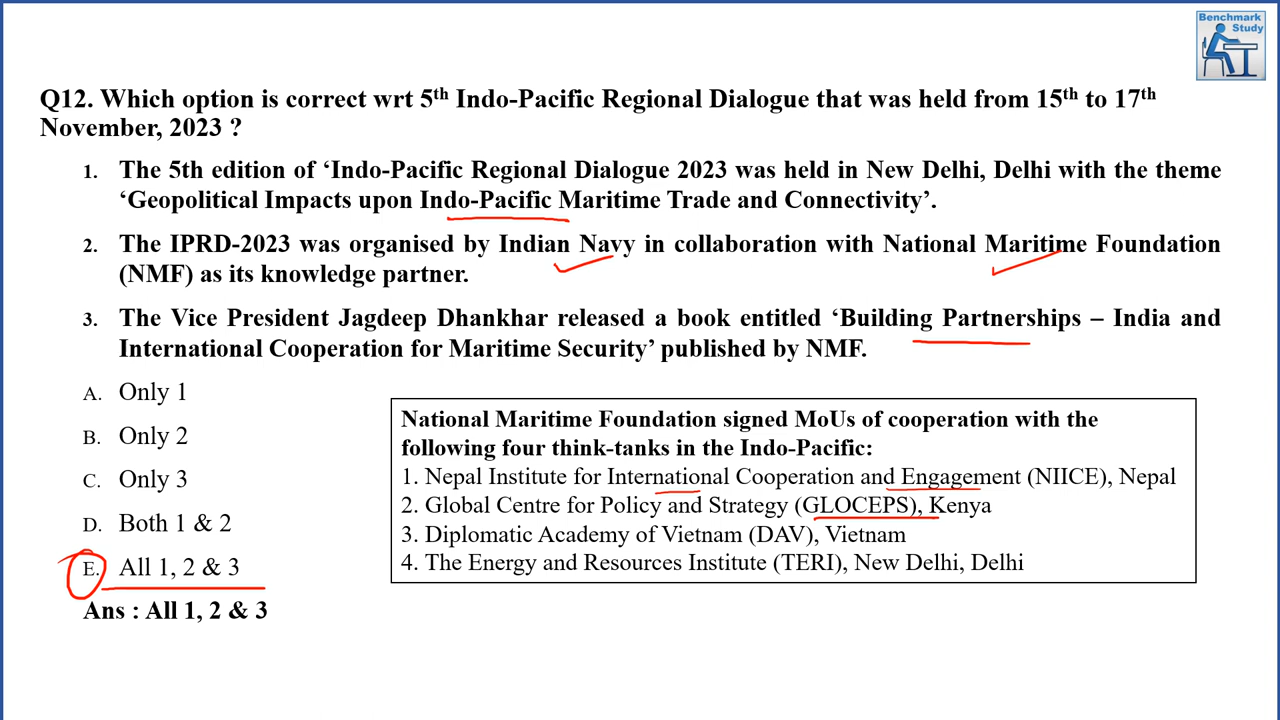 Benchmark
Study
Q12. Which option is correct wrt 5th Indo-Pacific Regional Dialogue that was held from 15th to 17th
November, 2023 ?
1. The 5th edition of ‘Indo-Pacific Regional Dialogue 2023 was held in New Delhi, Delhi with the theme
‘Geopolitical Impacts upon Indo-Pacific Maritime Trade and Connectivity’.
2. The IPRD-2023 was organised by Indian Navy in collaboration with National Maritime Foundation
(NMF) as its knowledge partner.
3. The Vice President Jagdeep Dhankhar released a book entitled ‘Building Partnerships – India and
International Cooperation for Maritime Security’ published by NMF.
A. Only 1
B. Only 2
C. Only 3
D. Both 1 & 2
E. All 1, 2 & 3
Ans : All 1, 2 & 3
National Maritime Foundation signed MoUs of cooperation with the
following four think-tanks in the Indo-Pacific:
1. Nepal Institute for International Cooperation and Engagement (NIICE), Nepal
2. Global Centre for Policy and Strategy (GLOCEPS), Kenya
3. Diplomatic Academy of Vietnam (DAV), Vietnam
4. The Energy and Resources Institute (TERI), New Delhi, Delhi